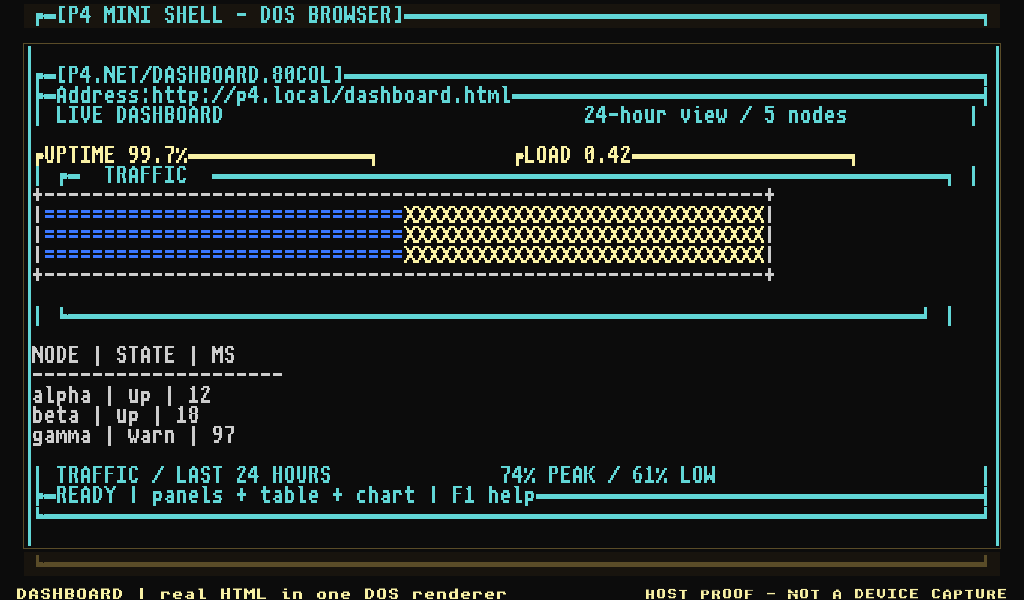 [P4 MINI SHELL - DOS BROWSER]
[P4.NET/DASHBOARD.80COL]
Address:http://p4.local/dashboard.html
LIVE DASHBOARD 24-hour view / 5 nodes
UPTIME 99.7% LOAD 0.42
TRAFFIC
+-------------------------------------------------------------+
|==============================XXXXXXXXXXXXXXXXXXXXXXXXXXXXXX|
|==============================XXXXXXXXXXXXXXXXXXXXXXXXXXXXXX|
|==============================XXXXXXXXXXXXXXXXXXXXXXXXXXXXXX|
+-------------------------------------------------------------+
NODE | STATE | MS
---------------------
alpha | up | 12
beta | up | 18
gamma | warn | 97
TRAFFIC / LAST 24 HOURS 74% PEAK / 61% LOW
READY | panels + table + chart | F1 help
DASHBOARD | real HTML in one DOS renderer HOST PROOF - NOT A DEVICE CAPTURE